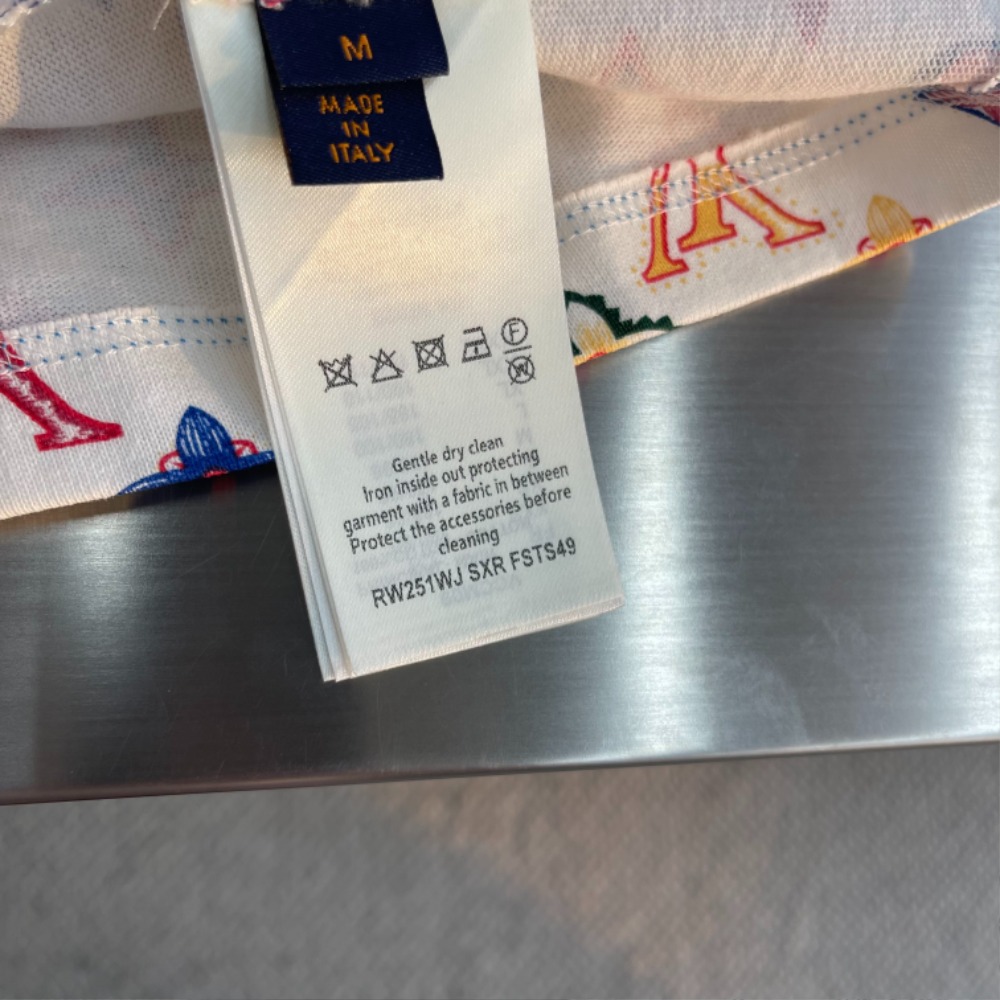 M
MADE
IN
ITALY
F
W
Gentle dry clean
Iron inside out protecting
garment with a fabric in between
Protect the accessories before
cleaning
RW251WJ SXR FSTS49